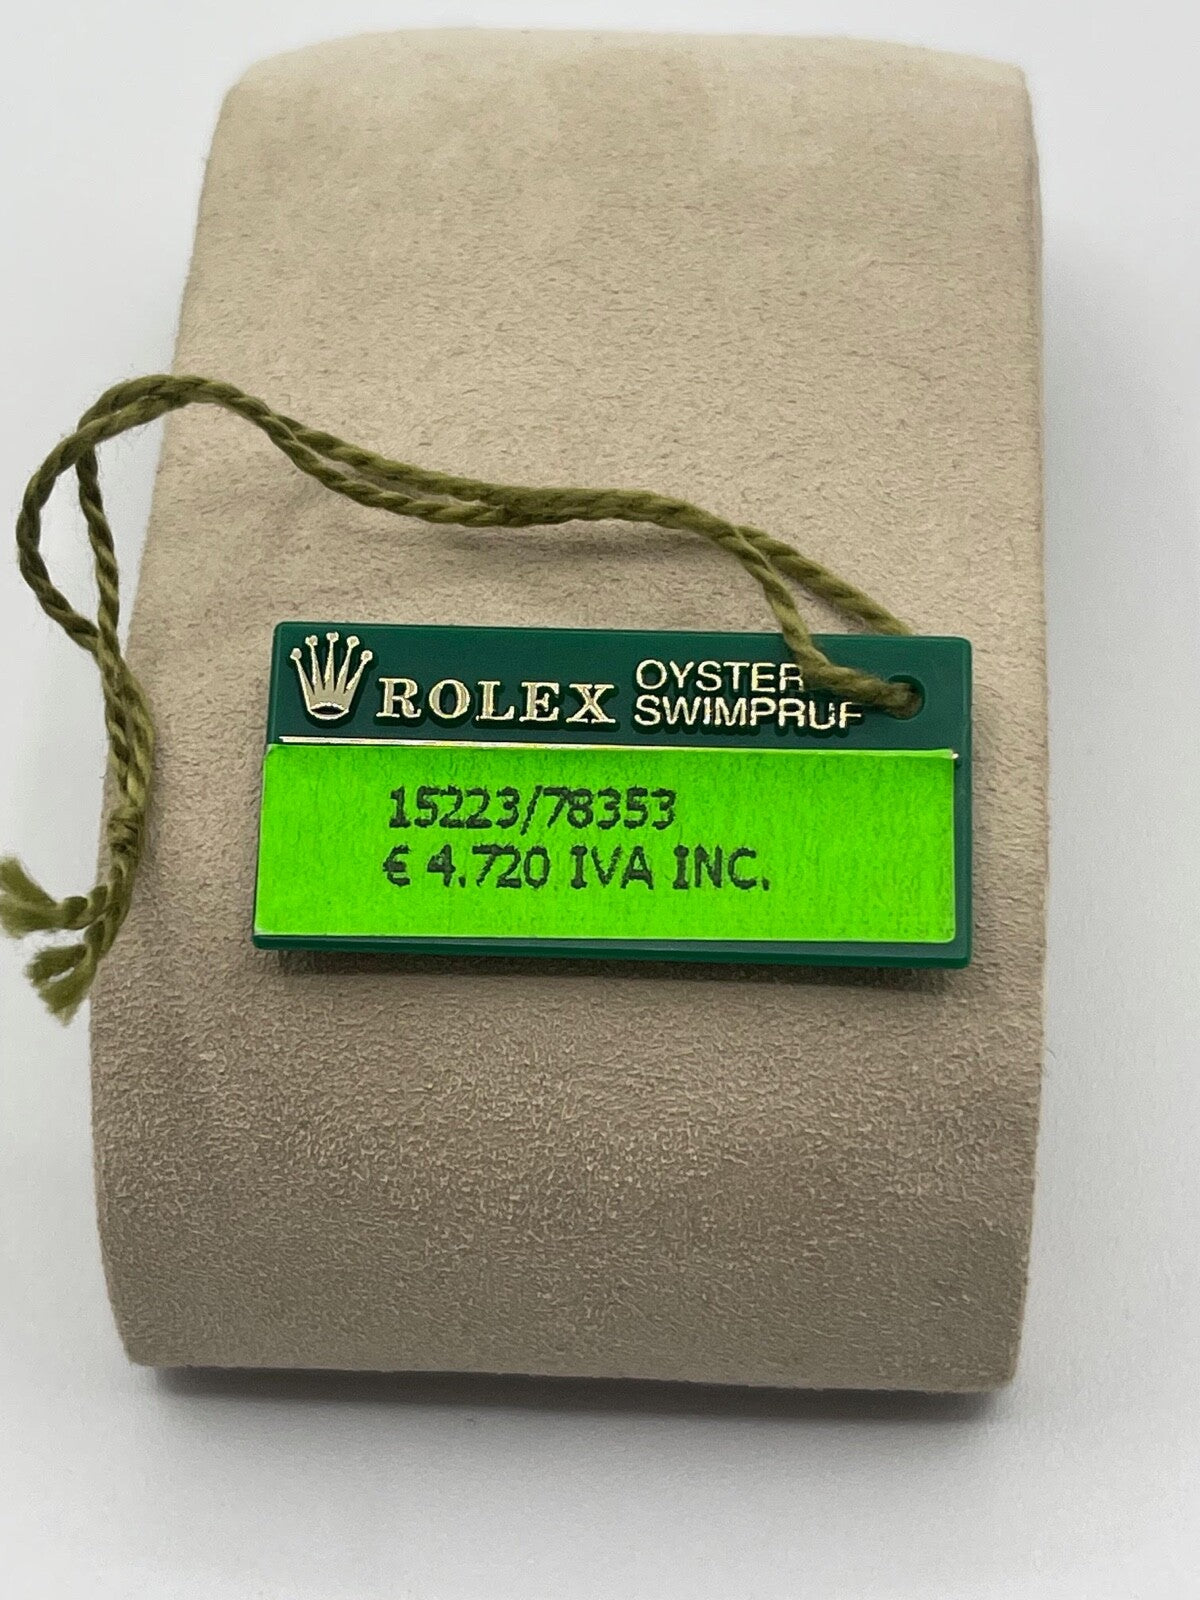 ROLEX OYSTER
SWIMPRUF
15223/78353
€ 4.720 IVA INC.